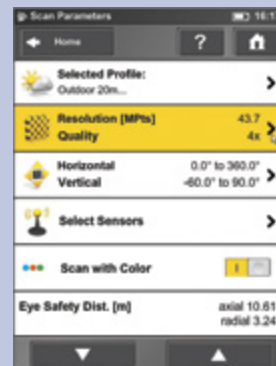 Scan Parameters 16:1
Home ?
Selected Profile:
Outdoor 20m...
Resolution [MPts] 43.7
Quality 4x
Horizontal 0.0° to 360.0°
Vertical -60.0° to 90.0°
Select Sensors
Scan with Color I
Eye Safety Dist. [m] axial 10.61
radial 3.24